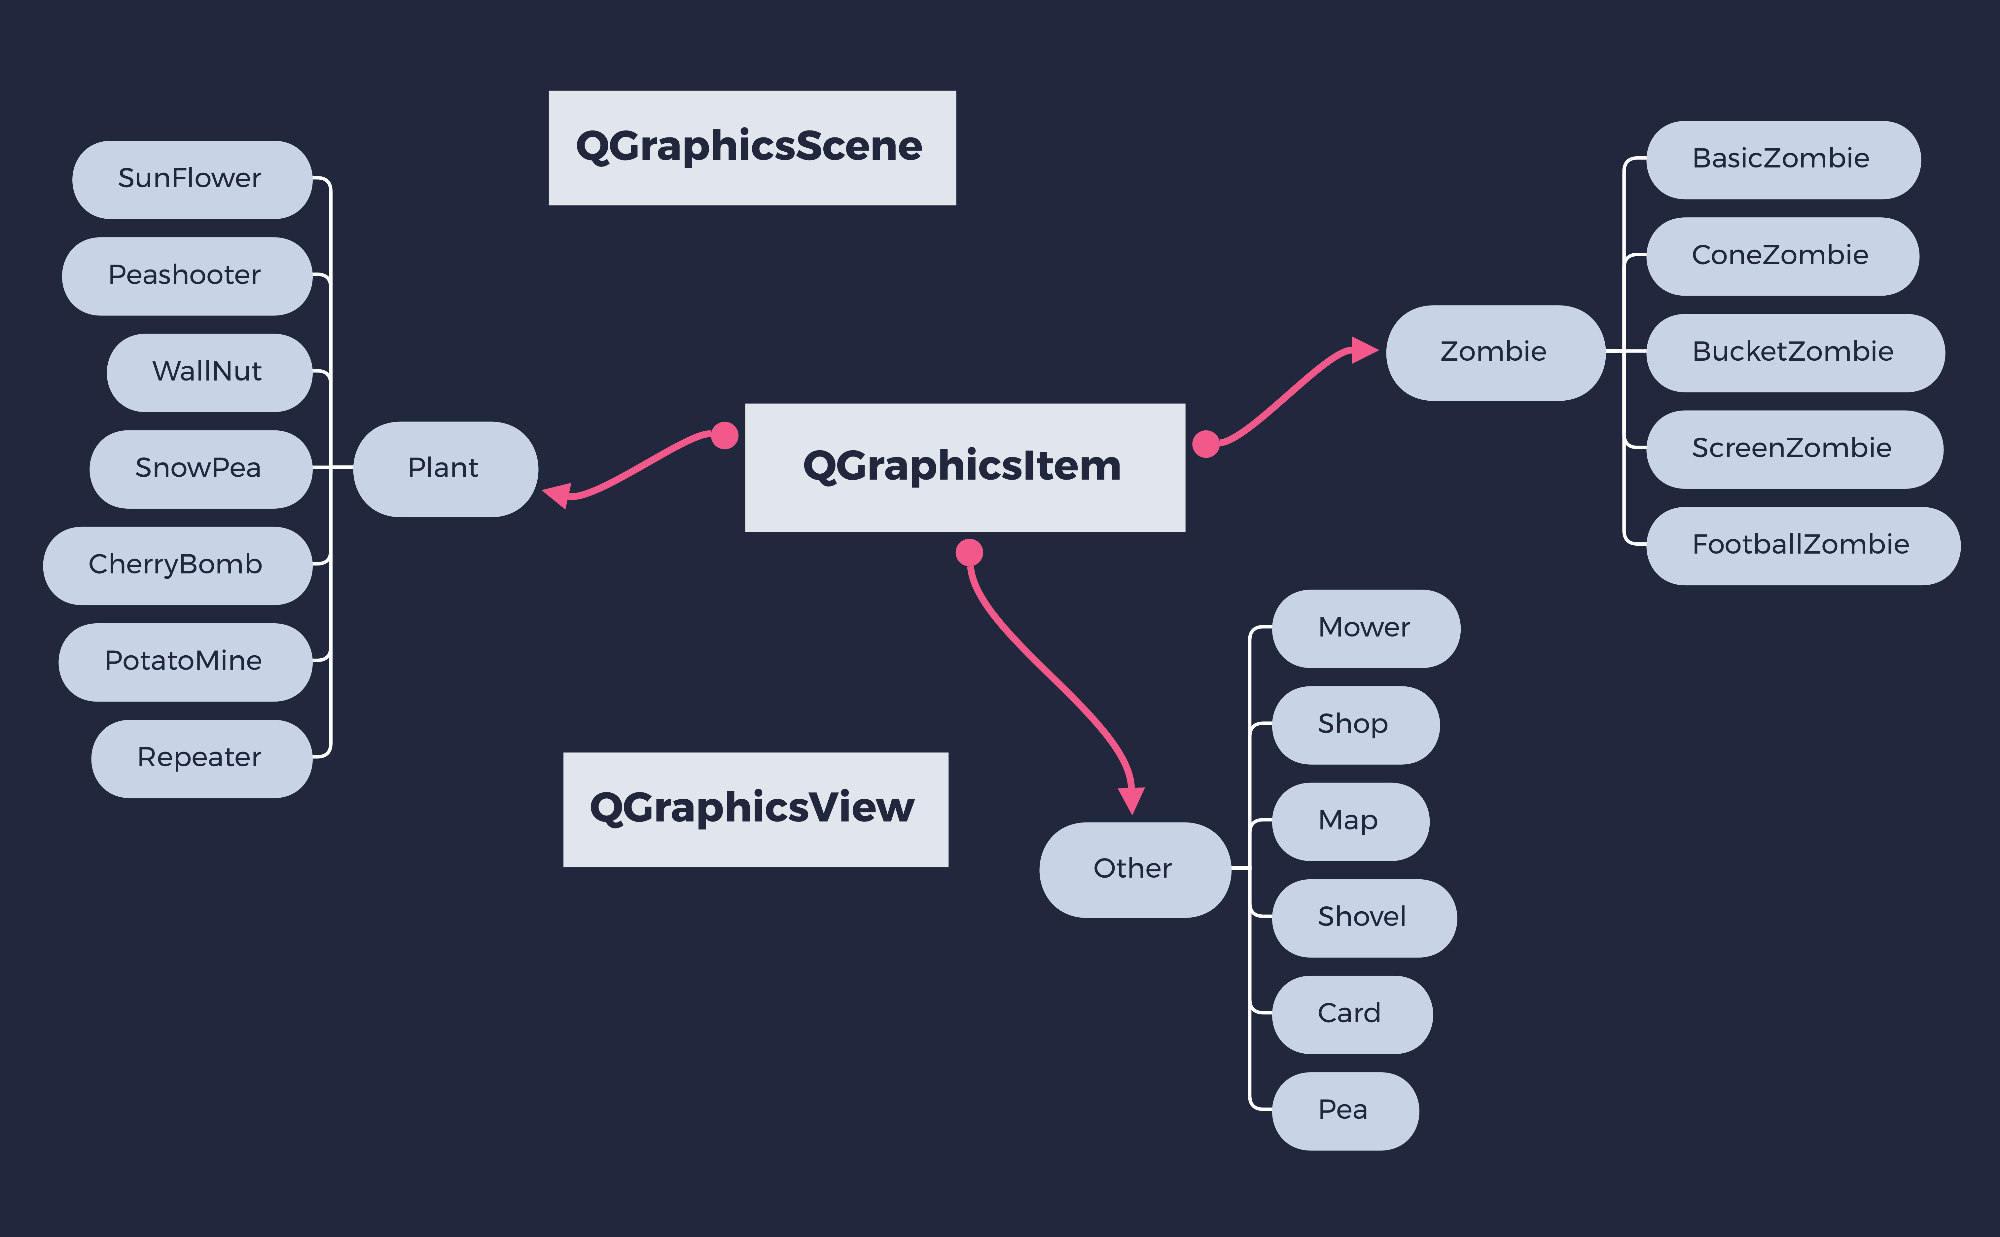 QGraphicsScene
SunFlower
Peashooter
WallNut
SnowPea
CherryBomb
PotatoMine
Repeater
Plant
QGraphicsItem
Zombie
BasicZombie
ConeZombie
BucketZombie
ScreenZombie
FootballZombie
QGraphicsView
Other
Mower
Shop
Map
Shovel
Card
Pea